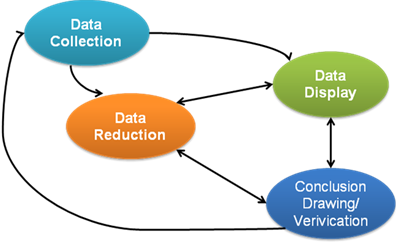 Data
Collection
Data
Display
Data
Reduction
Conclusion
Drawing/
Verivication